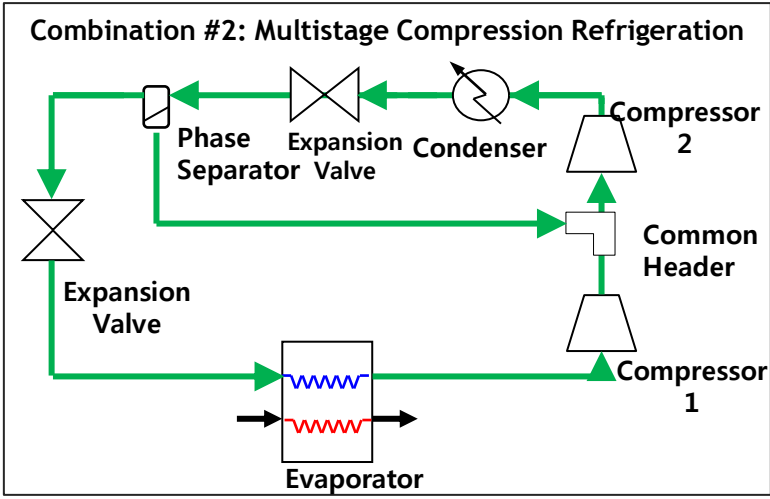 Combination #2: Multistage Compression Refrigeration
Compressor
2
Phase
Separator
Expansion
Valve
Condenser
Common
Header
Expansion
Valve
Compressor
1
Evaporator